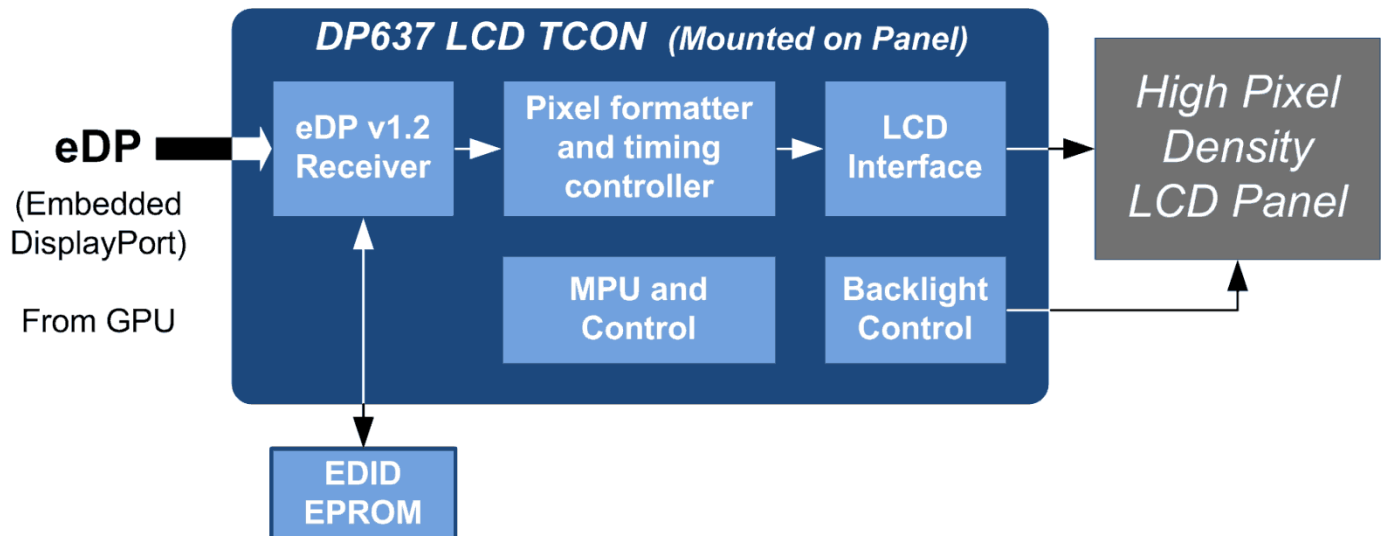 DP637 LCD TCON (Mounted on Panel)
eDP
(Embedded
DisplayPort)
From GPU
eDP v1.2
Receiver
Pixel formatter
and timing
controller
LCD
Interface
High Pixel
Density
LCD Panel
MPU and
Control
Backlight
Control
EDID
EPROM